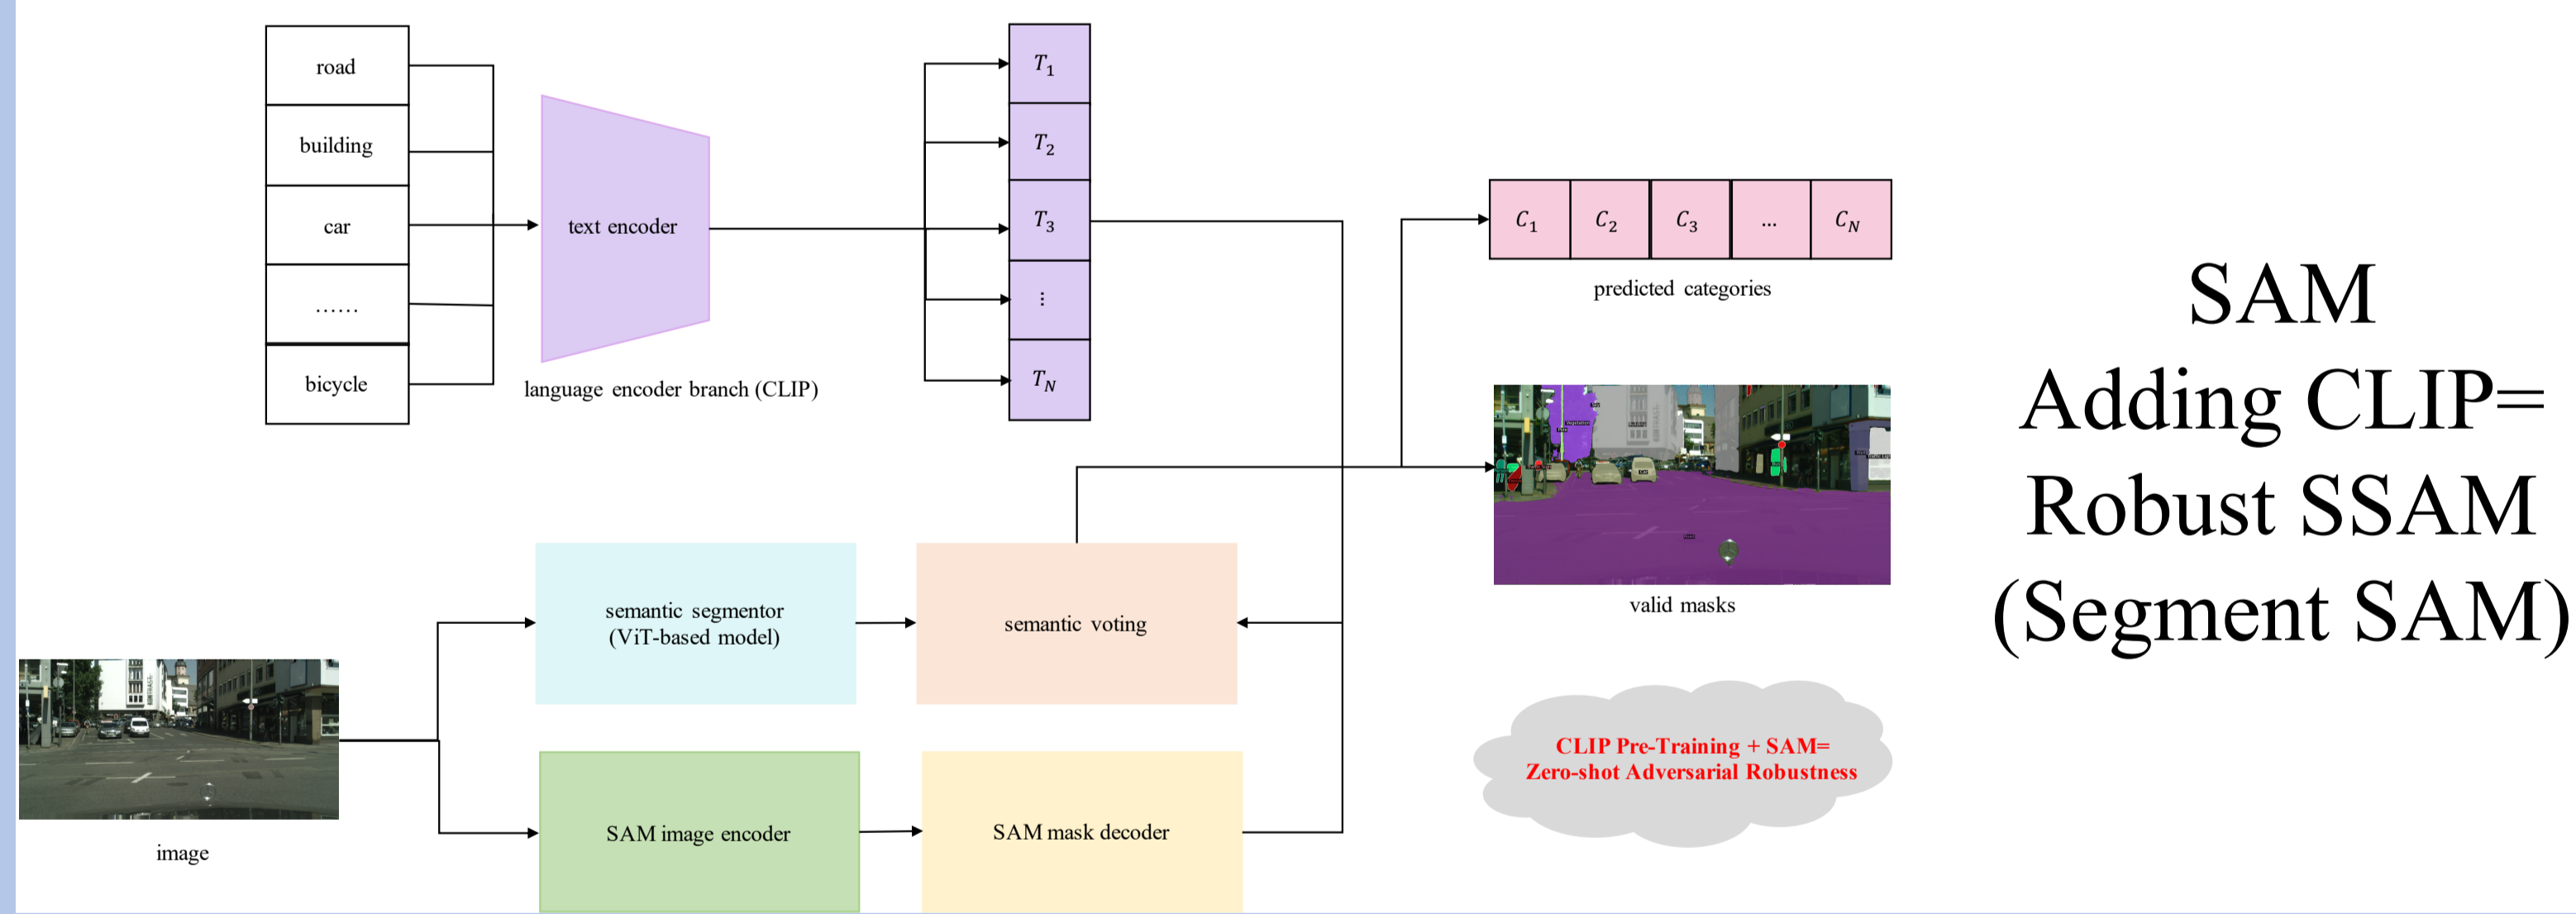 road
building
car
......
bicycle
text encoder
language encoder branch (CLIP)
T1
T2
T3
⋮
TN
C1 C2 C3 ... CN
predicted categories
valid masks
semantic segmentor
(ViT-based model)
semantic voting
SAM image encoder
SAM mask decoder
image
CLIP Pre-Training + SAM=
Zero-shot Adversarial Robustness
SAM
Adding CLIP=
Robust SSAM
(Segment SAM)